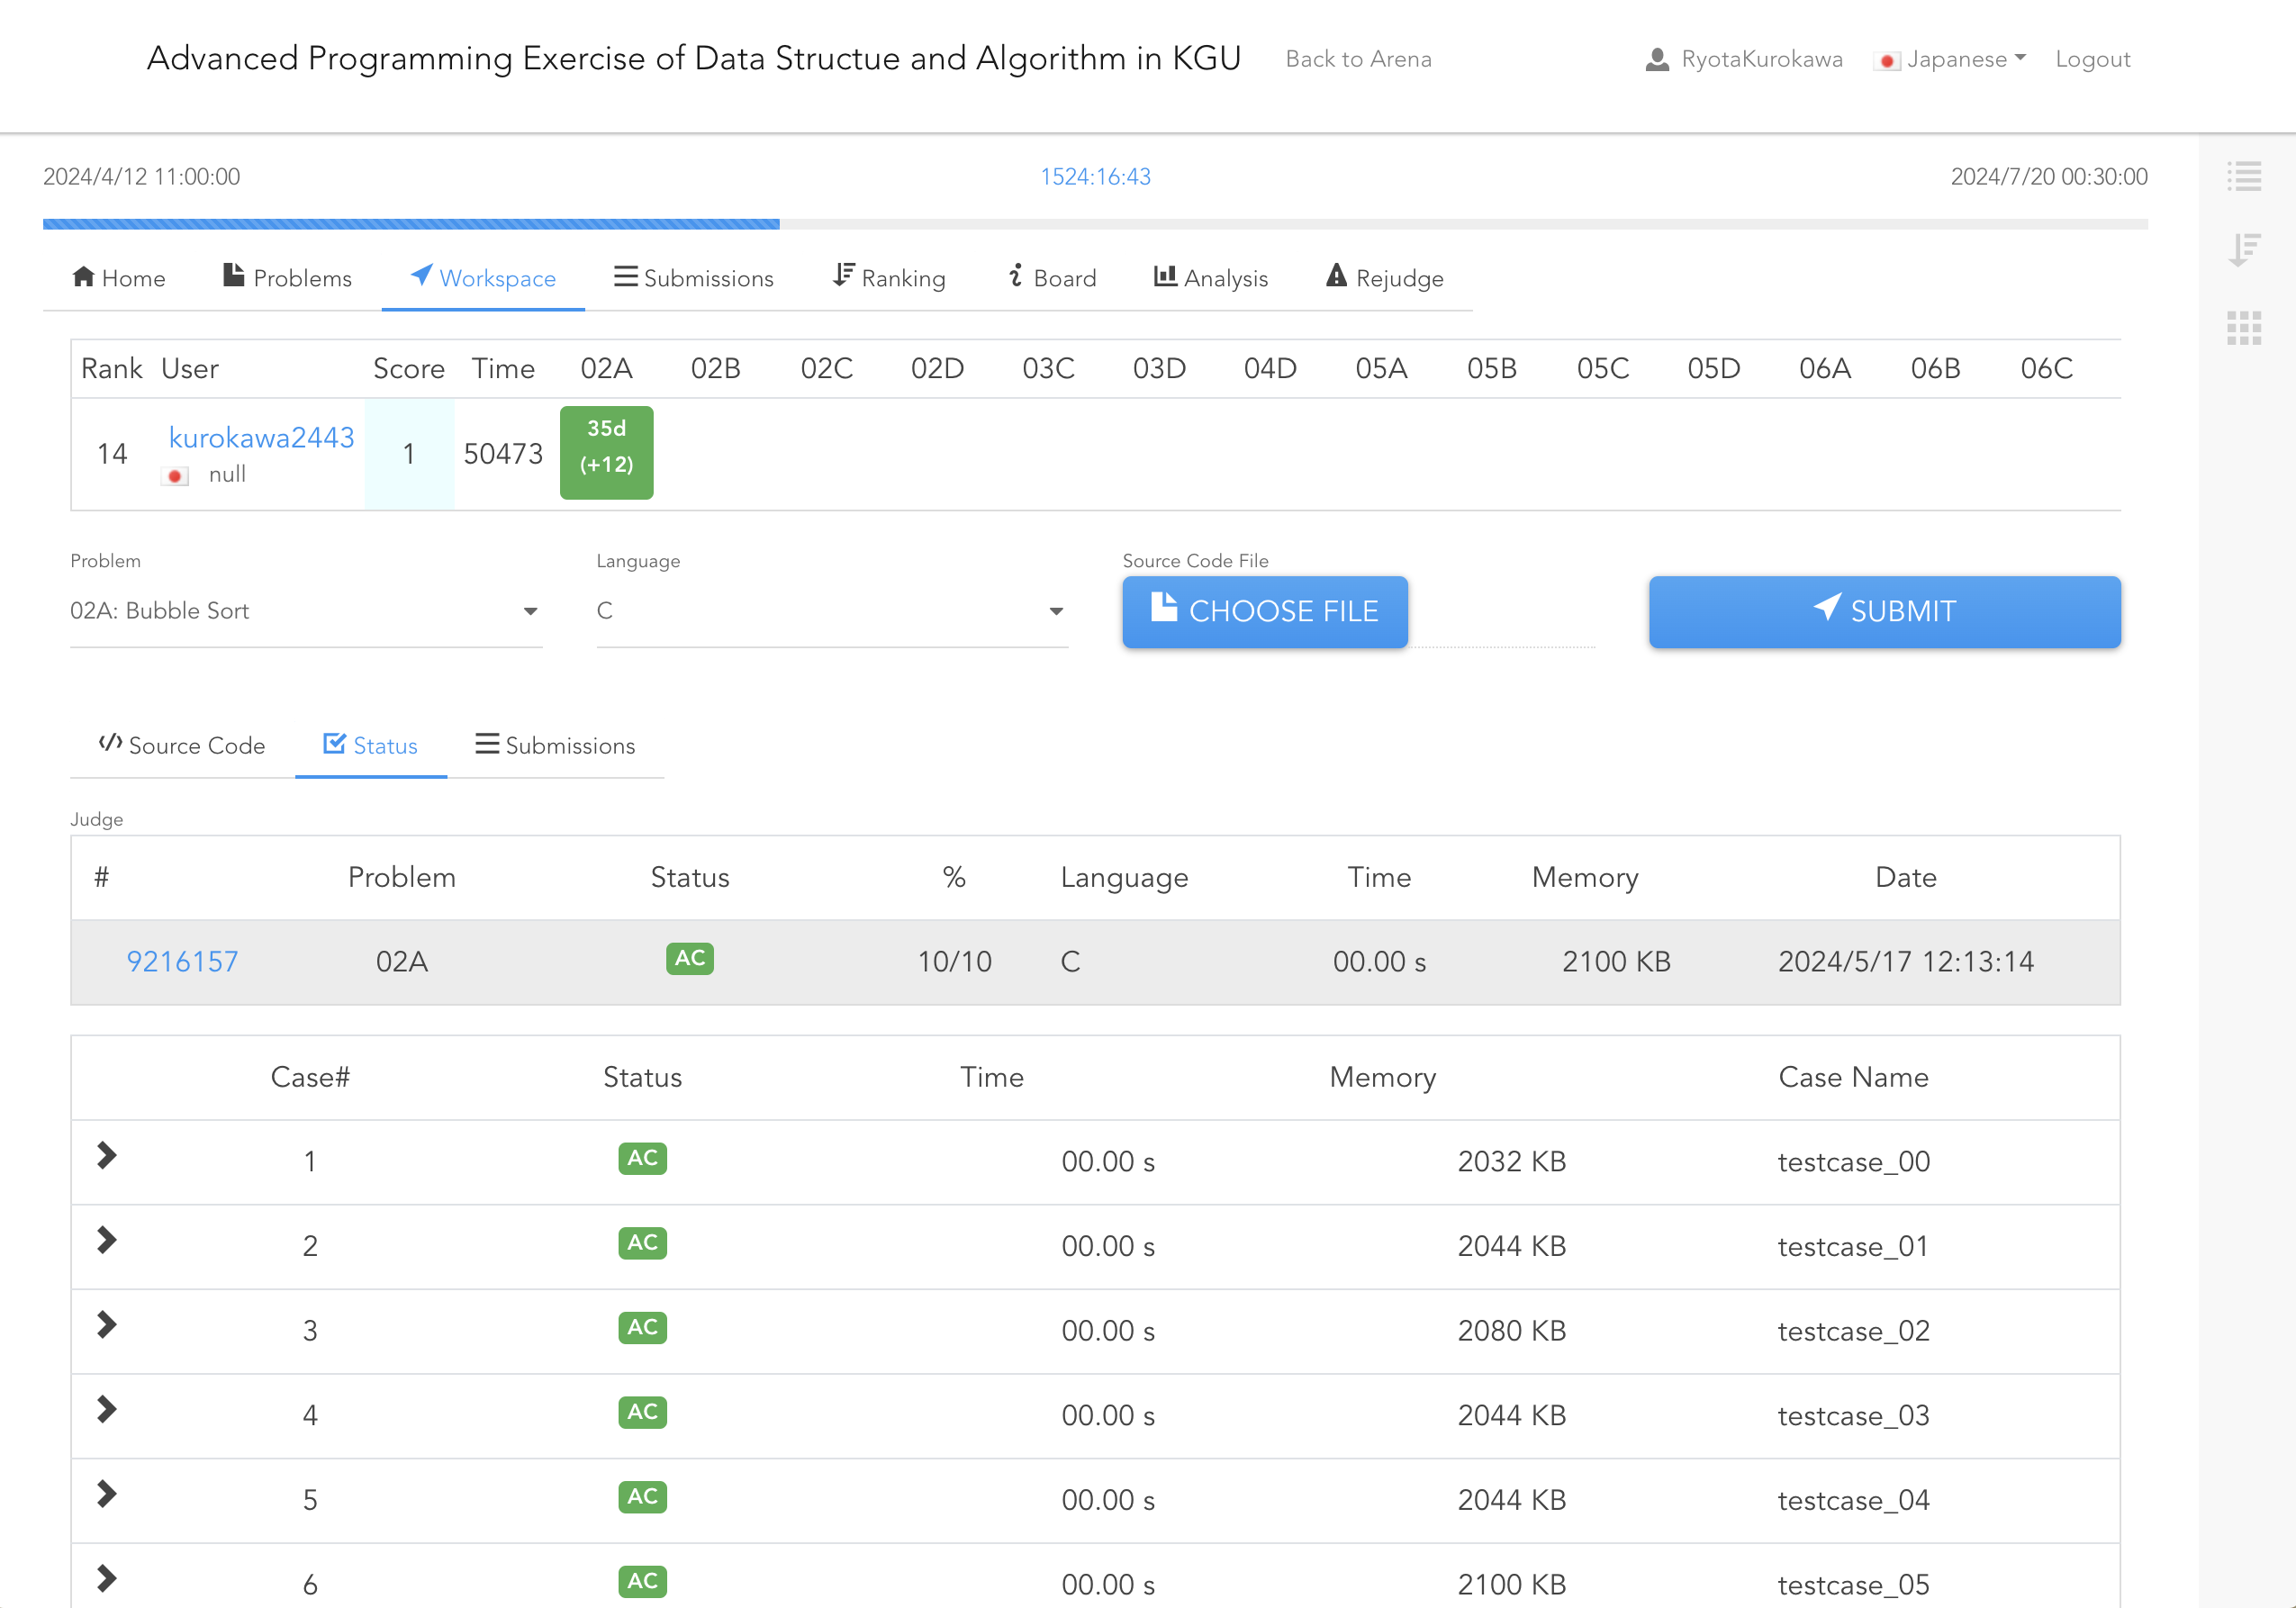 Advanced Programming Exercise of Data Structue and Algorithm in KGU Back to Arena RyotaKurokawa Japanese Logout
2024/4/12 11:00:00 1524:16:43 2024/7/20 00:30:00
Home Problems Workspace Submissions Ranking Board Analysis Rejudge
Rank User Score Time 02A 02B 02C 02D 03C 03D 04D 05A 05B 05C 05D 06A 06B 06C
14 kurokawa2443 null 1 50473 35d (+12)
Problem Language Source Code File
02A: Bubble Sort C CHOOSE FILE SUBMIT
Source Code Status Submissions
Judge
# Problem Status % Language Time Memory Date
9216157 02A AC 10/10 C 00.00 s 2100 KB 2024/5/17 12:13:14
Case# Status Time Memory Case Name
1 AC 00.00 s 2032 KB testcase_00
2 AC 00.00 s 2044 KB testcase_01
3 AC 00.00 s 2080 KB testcase_02
4 AC 00.00 s 2044 KB testcase_03
5 AC 00.00 s 2044 KB testcase_04
6 AC 00.00 s 2100 KB testcase_05